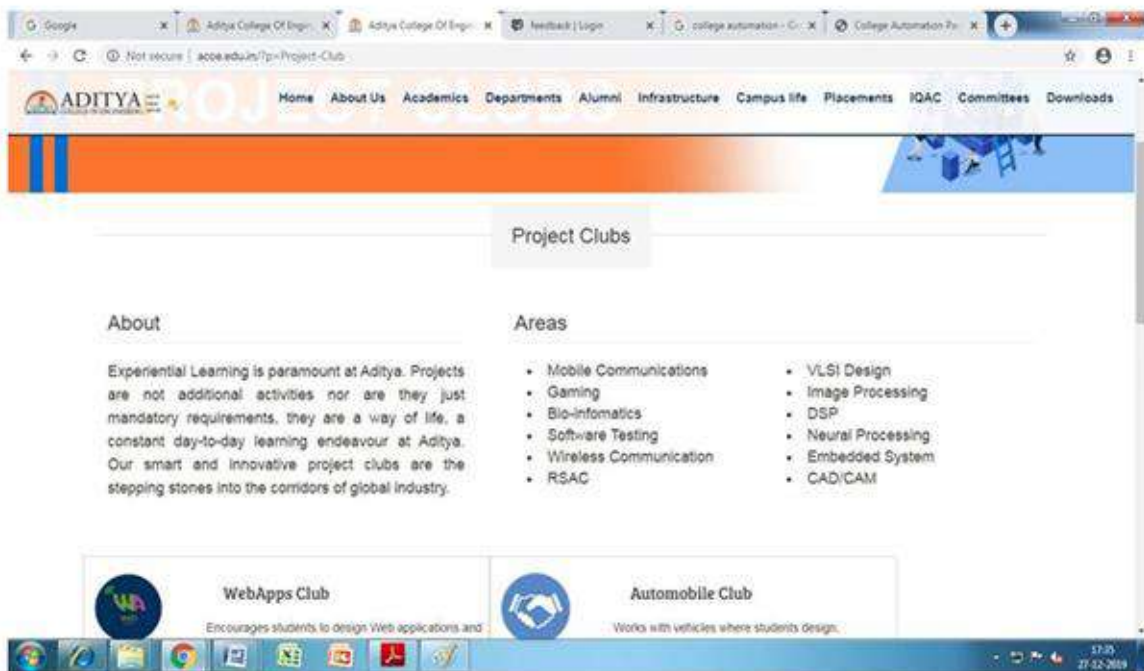 Google
Aditya College Of Engin
Aditya College Of Engin
feedback | Login
college automation - G
College Automation Pr
Not secure | acoe.edu.in/?p=Project-Club
PROJECT CLUBS
ADITYA
Home About Us Academics Departments Alumni Infrastructure Campus life Placements IQAC Committees Downloads
Project Clubs
About
Experiential Learning is paramount at Aditya. Projects
are not additional activities nor are they just
mandatory requirements, they are a way of life, a
constant day-to-day learning endeavour at Aditya.
Our smart and innovative project clubs are the
stepping stones into the corridors of global industry.
Areas
• Mobile Communications
• Gaming
• Bio-infomatics
• Software Testing
• Wireless Communication
• RSAC
• VLSI Design
• Image Processing
• DSP
• Neural Processing
• Embedded System
• CAD/CAM
WebApps Club
Encourages students to design Web applications and
Automobile Club
Works with vehicles where students design,
17:35
27-12-2019